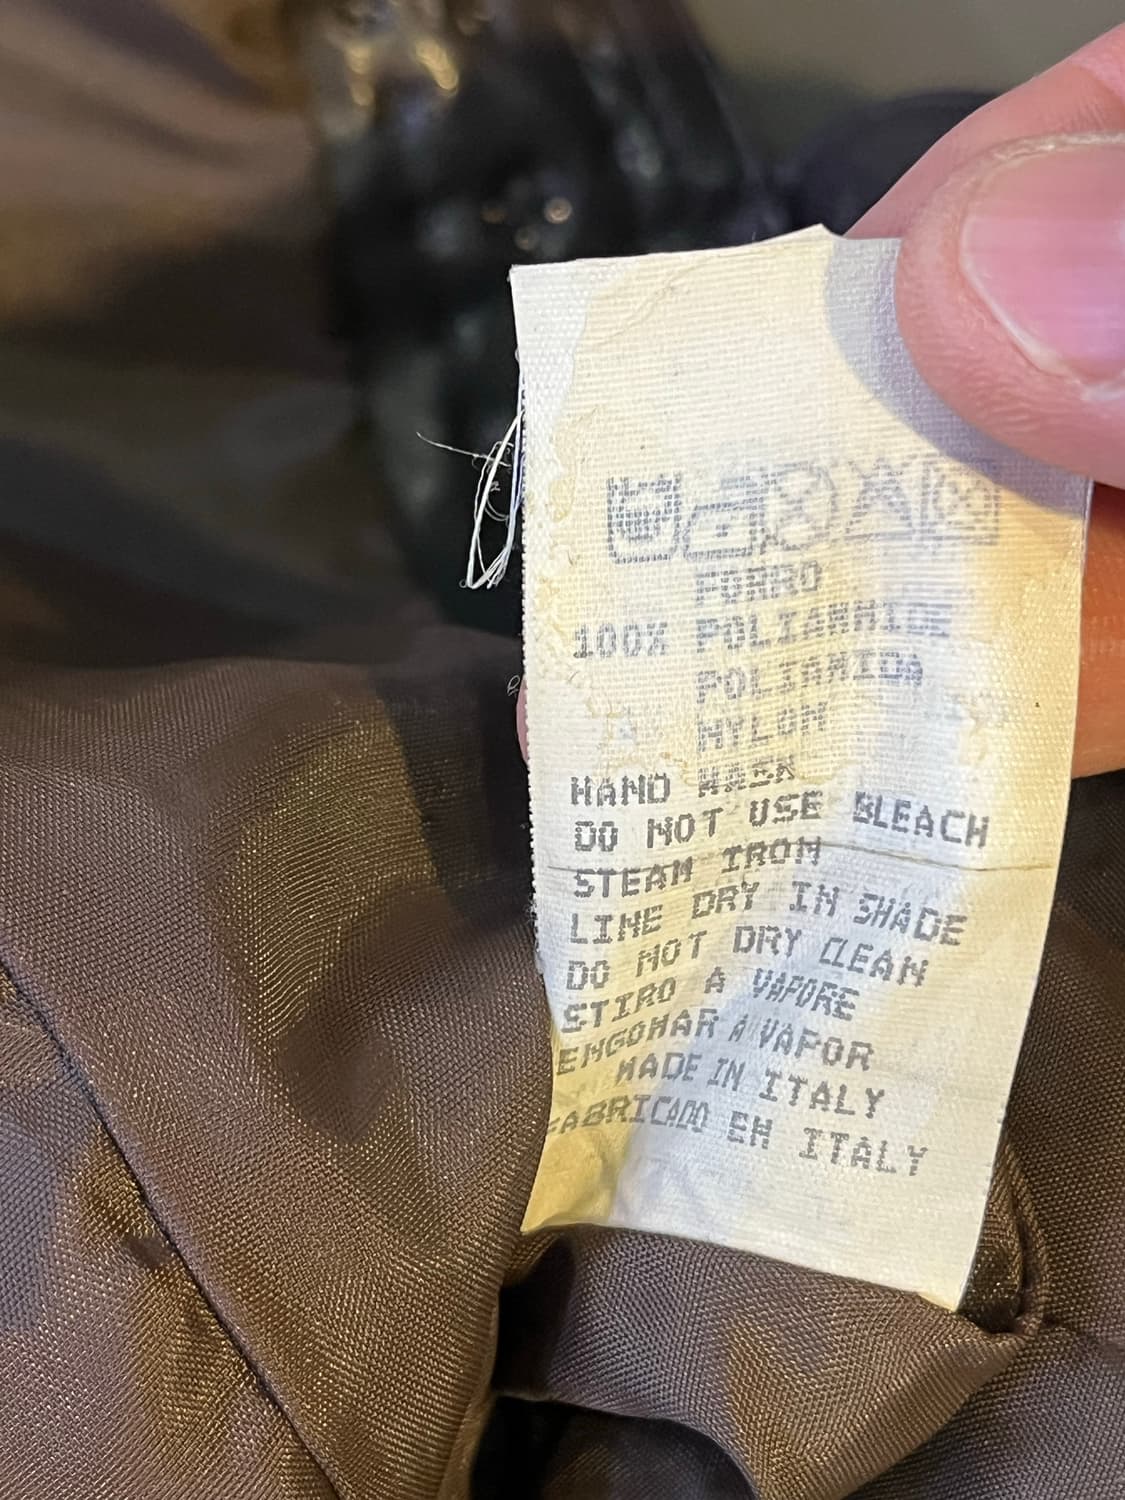 FORRO
100% POLIAMMIDE
POLIAMIDA
NYLON
HAND WASH
DO NOT USE BLEACH
STEAM IRON
LINE DRY IN SHADE
DO NOT DRY CLEAN
STIRO A VAPORE
ENGOMAR A VAPOR
MADE IN ITALY
FABRICADO EM ITALY